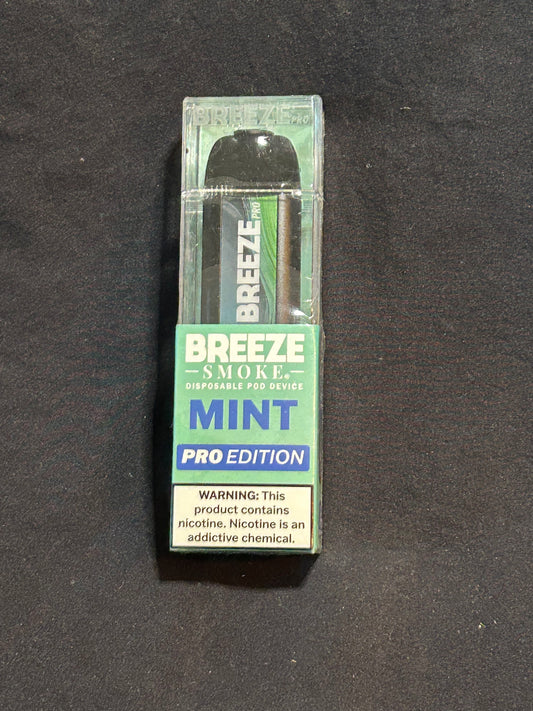 BREEZE PRO
BREEZE PRO
BREEZE
SMOKE®
DISPOSABLE POD DEVICE
MINT
PRO EDITION
WARNING: This
product contains
nicotine. Nicotine is an
addictive chemical.